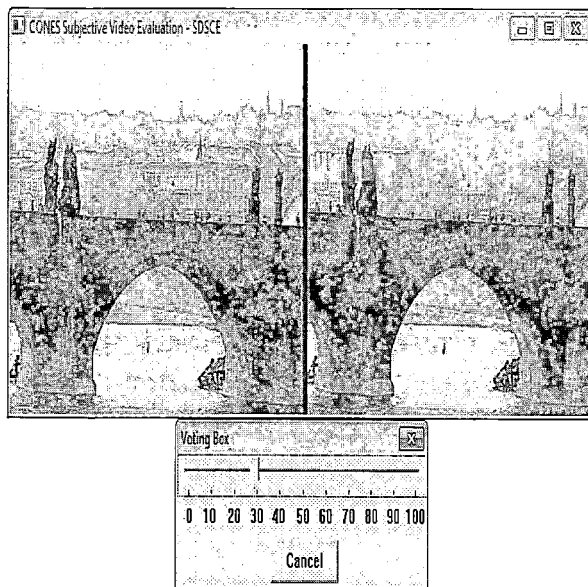 CONES Subjective Video Evaluation - SDSCE
Voting Box
0 10 20 30 40 50 60 70 80 90 100
Cancel